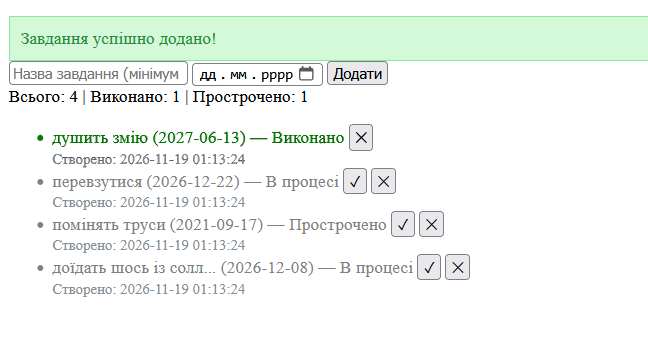 Завдання успішно додано!
Назва завдання (мінімум дд . мм . рррр Додати
Всього: 4 | Виконано: 1 | Прострочено: 1
душить змію (2027-06-13) — Виконано
Створено: 2026-11-19 01:13:24
перевзутися (2026-12-22) — В процесі
Створено: 2026-11-19 01:13:24
помінять труси (2021-09-17) — Прострочено
Створено: 2026-11-19 01:13:24
доїдать шось із солл... (2026-12-08) — В процесі
Створено: 2026-11-19 01:13:24